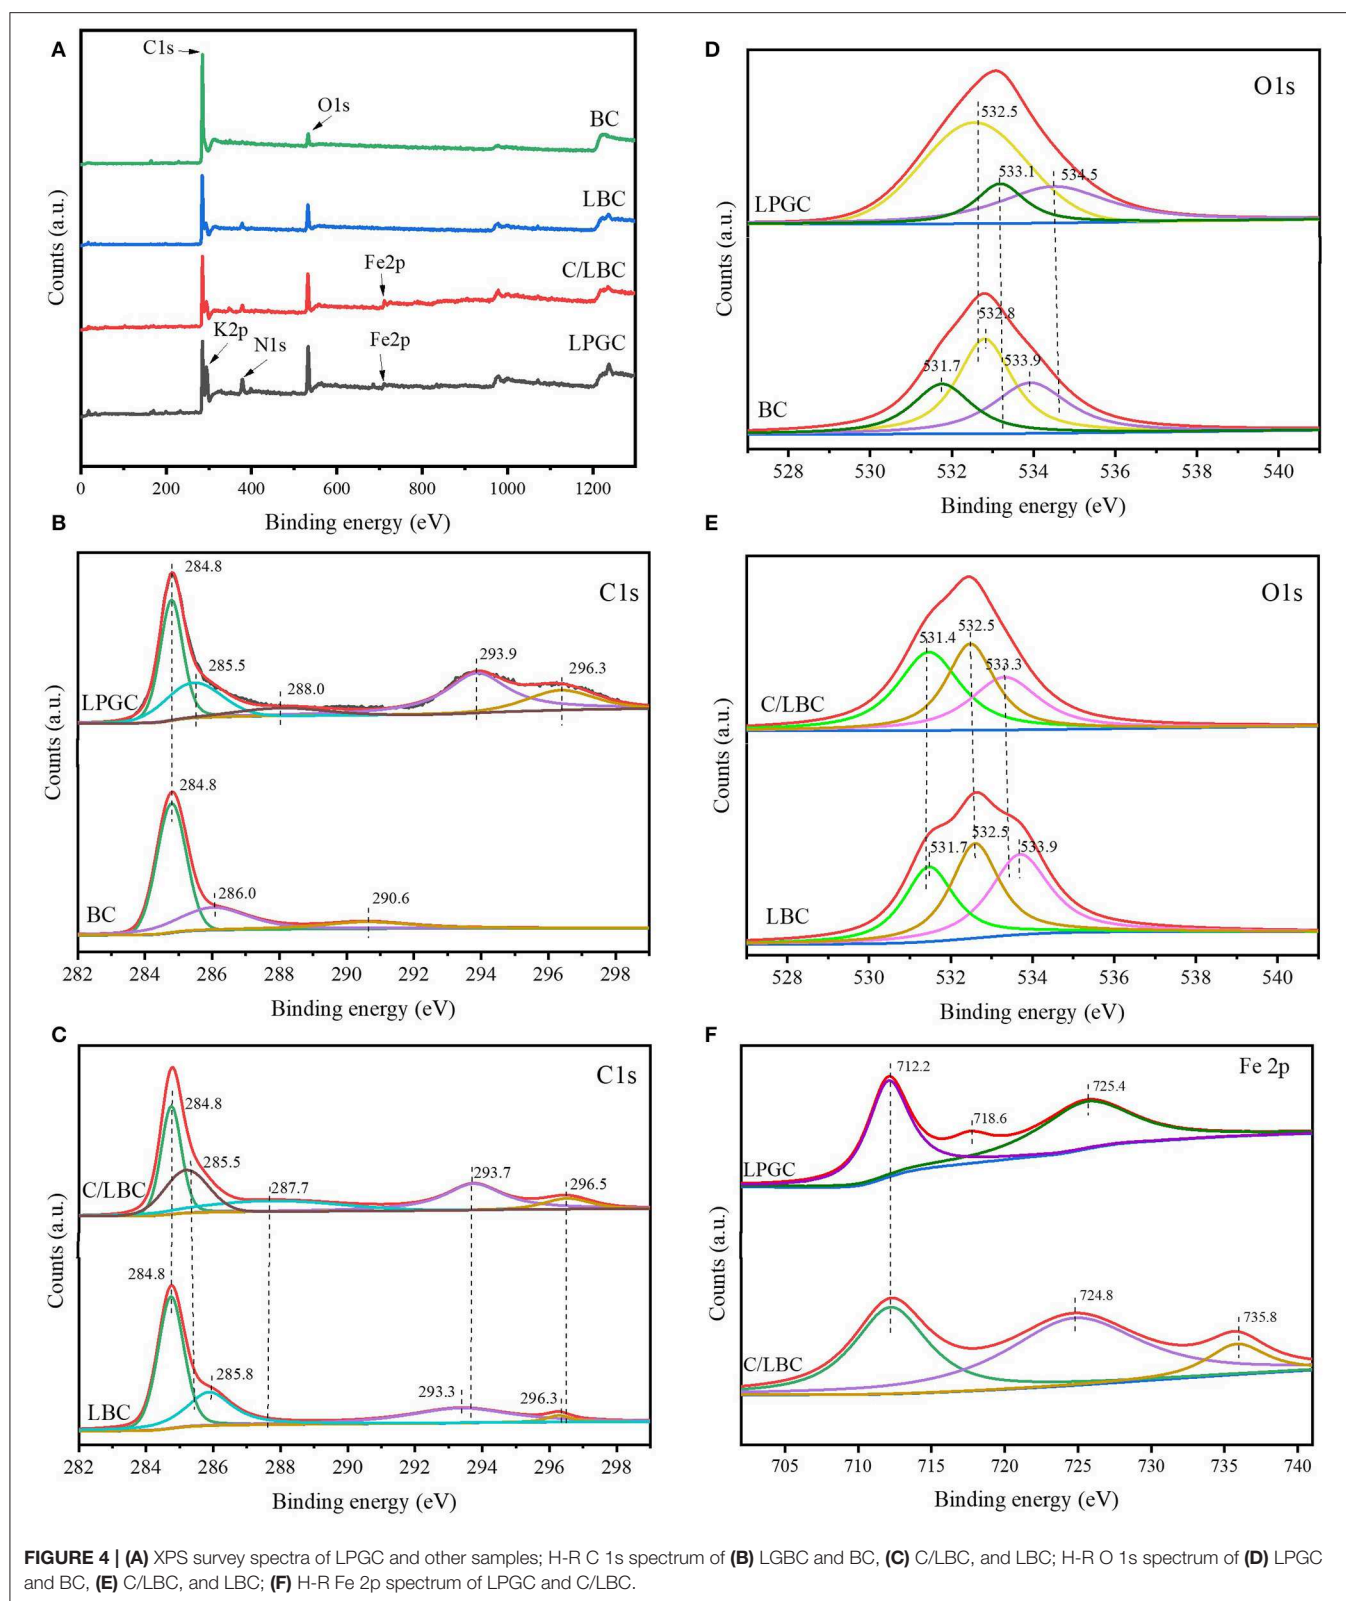 A
C1s
O1s
BC
LBC
Fe2p
C/LBC
K2p
N1s
Fe2p
LPGC
Counts (a.u.)
0 200 400 600 800 1000 1200
Binding energy (eV)
D
O1s
532.5
533.1
534.5
LPGC
532.8
531.7
533.9
BC
Counts (a.u.)
528 530 532 534 536 538 540
Binding energy (eV)
B
284.8
C1s
285.5
288.0
293.9
296.3
LPGC
284.8
286.0
290.6
BC
Counts (a.u.)
282 284 286 288 290 292 294 296 298
Binding energy (eV)
E
O1s
531.4
532.5
533.3
C/LBC
531.7
532.5
533.9
LBC
Counts (a.u.)
528 530 532 534 536 538 540
Binding energy (eV)
C
C1s
284.8
285.5
287.7
293.7
296.5
C/LBC
284.8
285.8
293.3
296.3
LBC
Counts (a.u.)
282 284 286 288 290 292 294 296 298
Binding energy (eV)
F
Fe 2p
712.2
718.6
725.4
LPGC
724.8
735.8
C/LBC
Counts (a.u.)
705 710 715 720 725 730 735 740
Binding energy (eV)
FIGURE 4 | (A) XPS survey spectra of LPGC and other samples; H-R C 1s spectrum of (B) LGBC and BC, (C) C/LBC, and LBC; H-R O 1s spectrum of (D) LPGC
and BC, (E) C/LBC, and LBC; (F) H-R Fe 2p spectrum of LPGC and C/LBC.